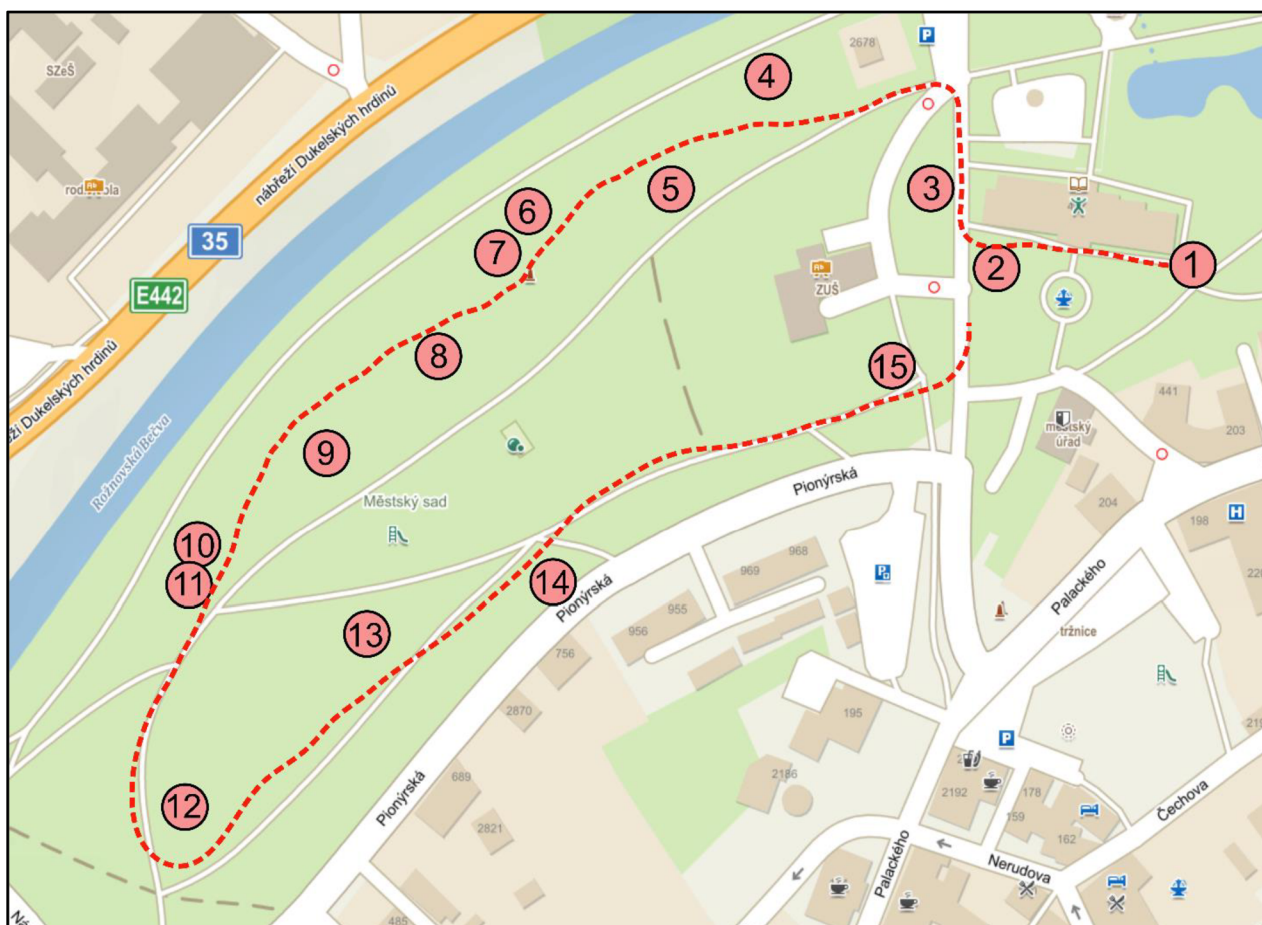 SZeŠ
2678
P
4
nábřeží Dukelských hrdinů
5
3
6
35
7
2
1
E442
ZUŠ
8
15
441
203
nábřeží Dukelských hrdinů
městský
úřad
9
Rožnovská Bečva
Pionýrská
204
Městský sad
198
H
10
968
969
P
11
14
Pionýrská
Palackého
13
955
956
tržnice
756
2870
195
P
689
2186
12
Pionýrská
2192
178
2821
159
162
Čechova
Palackého
Nerudova
485